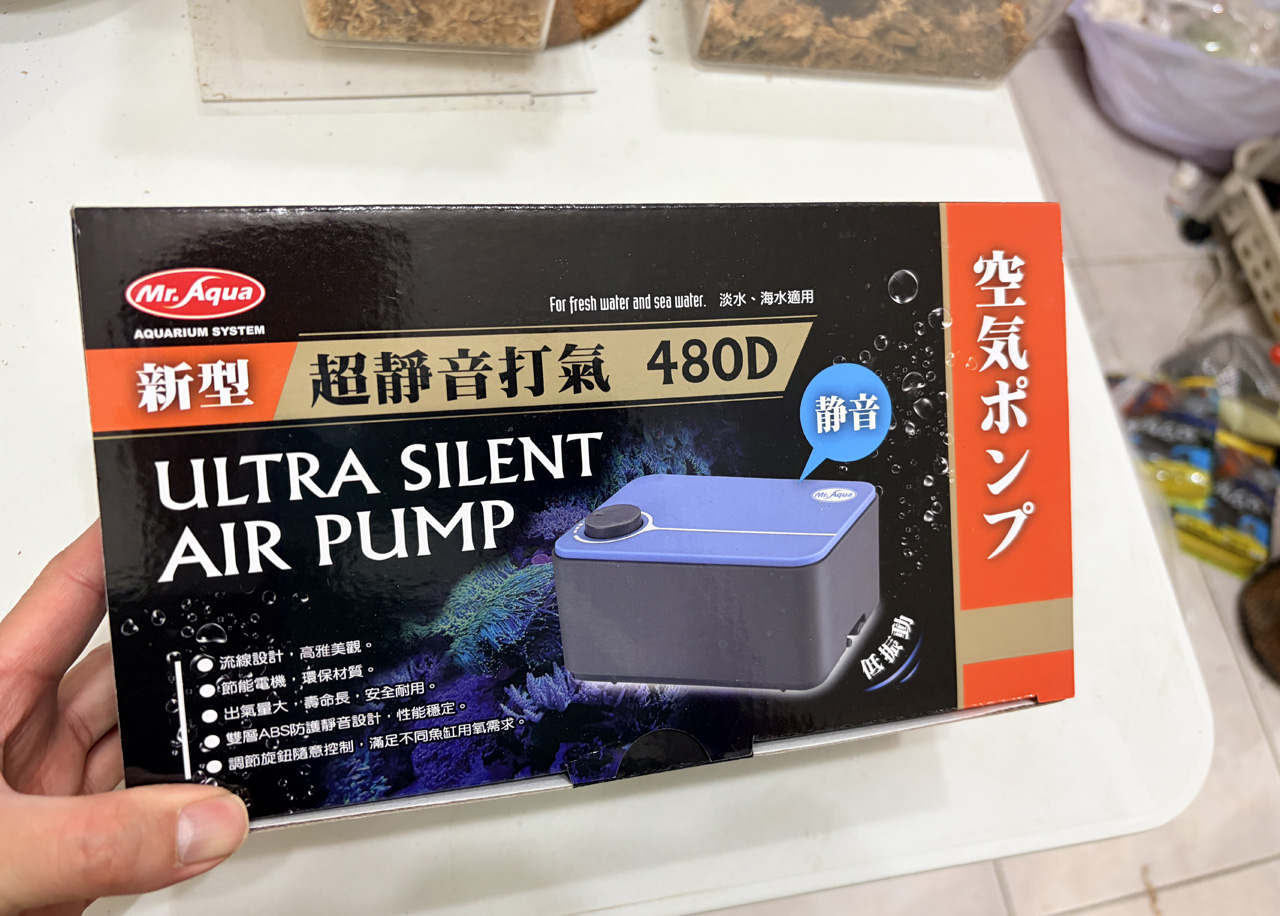 Mr. Aqua
AQUARIUM SYSTEM
For fresh water and sea water. 淡水、海水適用
新型 超靜音打氣 480D
ULTRA SILENT
AIR PUMP
静音
Mr. Aqua
低振動
流線設計，高雅美觀。
節能電機，環保材質。
出氣量大，壽命長，安全耐用。
雙層ABS防護靜音設計，性能穩定。
調節旋鈕隨意控制，滿足不同魚缸用氧需求。
空気ポンプ